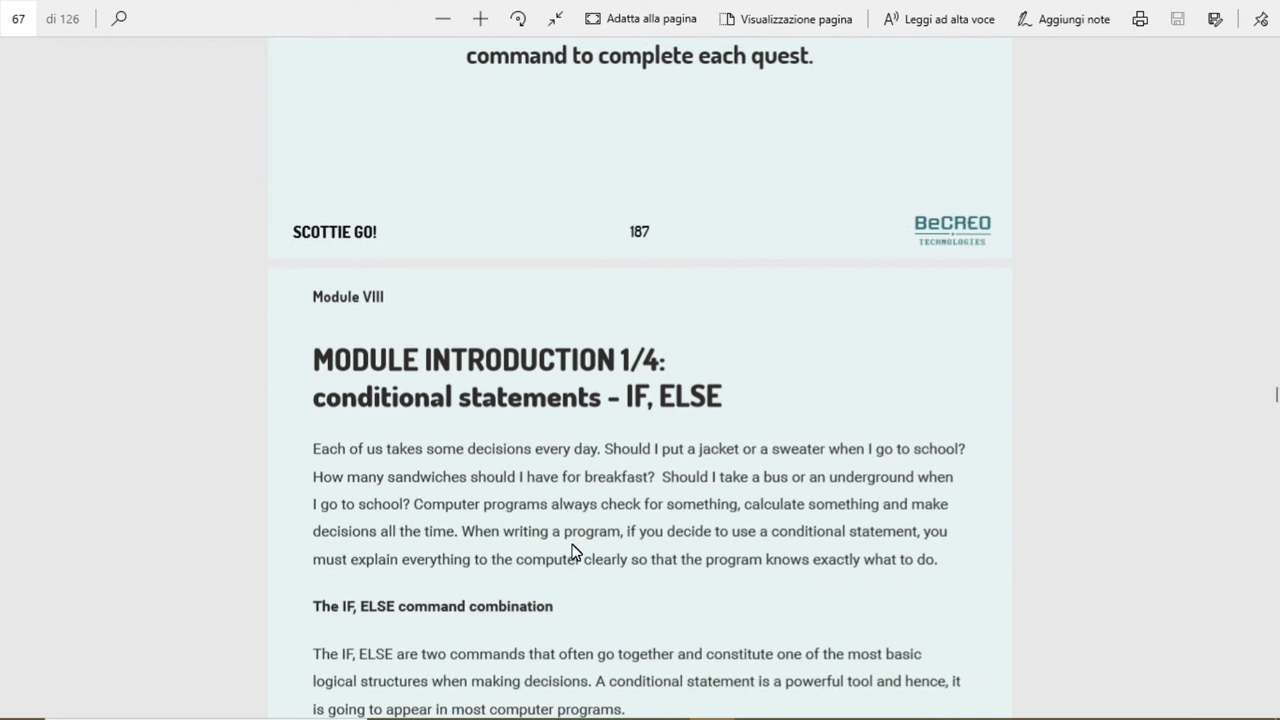 67 di 126 Adatta alla pagina Visualizzazione pagina Leggi ad alta voce Aggiungi note
command to complete each quest.
SCOTTIE GO! 187 BeCREO
TECHNOLOGIES
Module VIII
MODULE INTRODUCTION 1/4:
conditional statements - IF, ELSE
Each of us takes some decisions every day. Should I put a jacket or a sweater when I go to school?
How many sandwiches should I have for breakfast? Should I take a bus or an underground when
I go to school? Computer programs always check for something, calculate something and make
decisions all the time. When writing a program, if you decide to use a conditional statement, you
must explain everything to the computer clearly so that the program knows exactly what to do.
The IF, ELSE command combination
The IF, ELSE are two commands that often go together and constitute one of the most basic
logical structures when making decisions. A conditional statement is a powerful tool and hence, it
is going to appear in most computer programs.